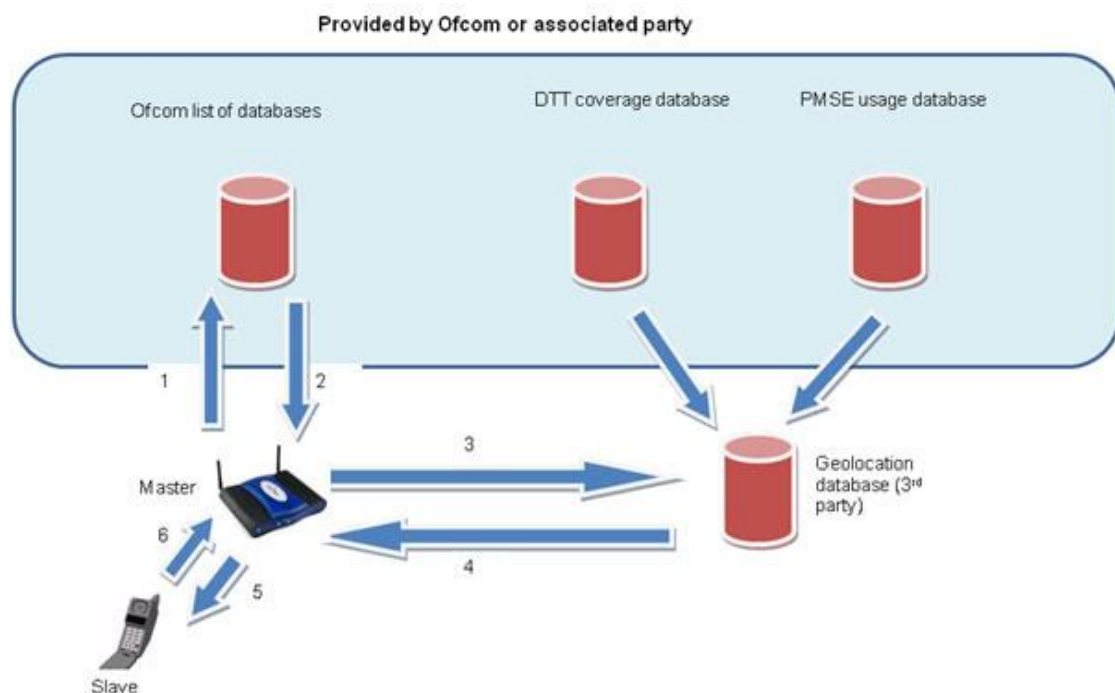 Provided by Ofcom or associated party
Ofcom list of databases
DTT coverage database
PMSE usage database
1
2
3
Master
Geolocation
database (3rd
party)
6
4
5
Slave